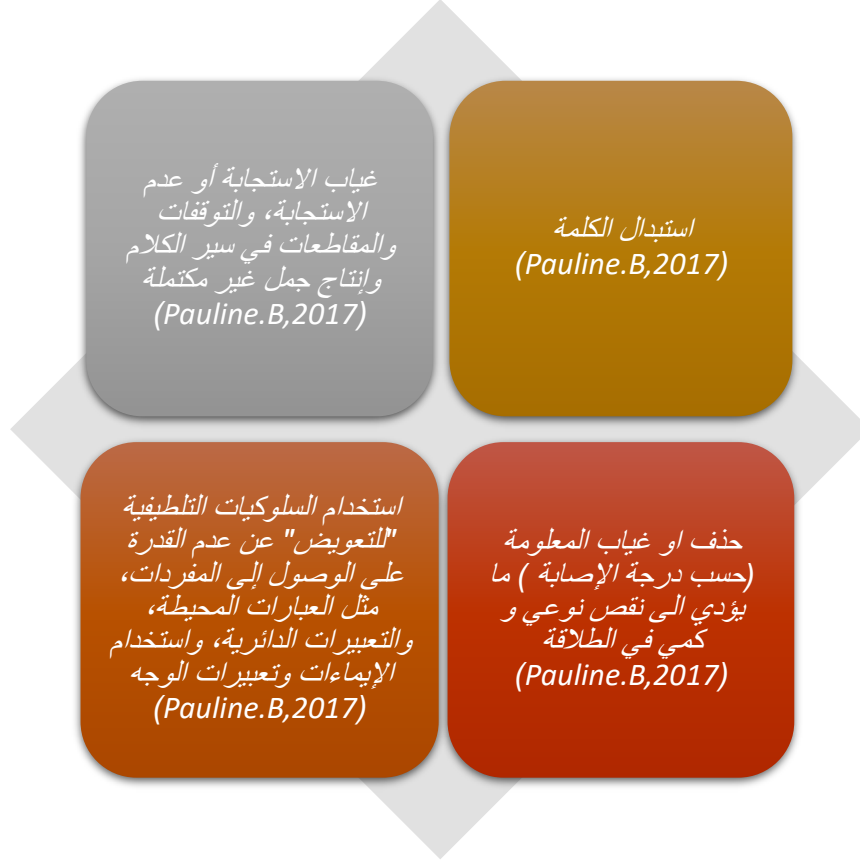 استبدال الكلمة
(Pauline.B,2017)
غياب الاستجابة أو عدم
الاستجابة، والتوقفات
والمقاطعات في سير الكلام
وإنتاج جمل غير مكتملة
(Pauline.B,2017)
حذف او غياب المعلومة
(حسب درجة الإصابة ) ما
يؤدي الى نقص نوعي و
كمي في الطلاقة
(Pauline.B,2017)
استخدام السلوكيات التلطيفية
"للتعويض" عن عدم القدرة
على الوصول إلى المفردات،
مثل العبارات المحيطة،
والتعبيرات الدائرية، واستخدام
الإيماءات وتعبيرات الوجه
(Pauline.B,2017)